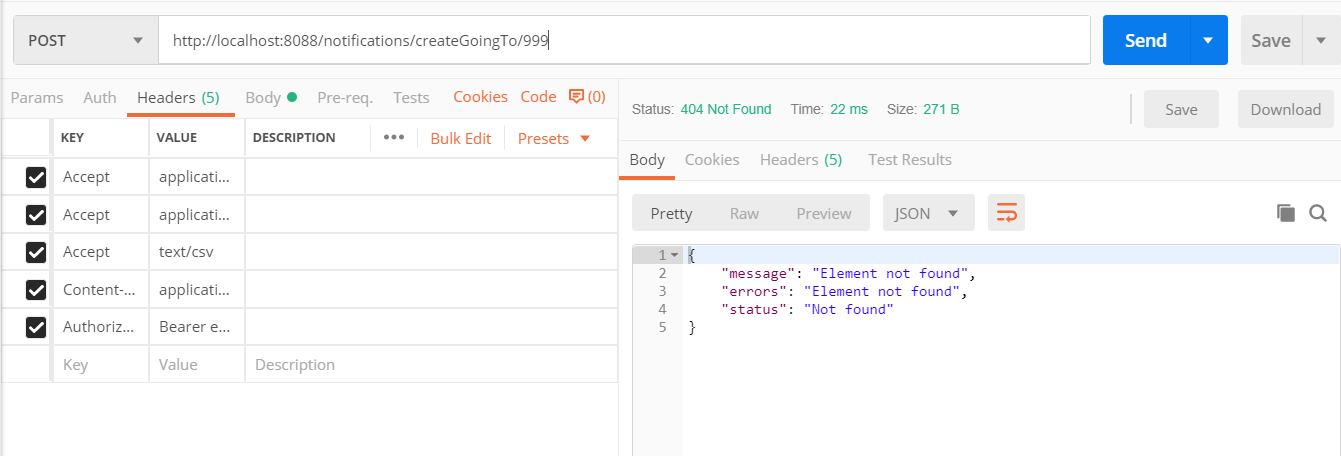 POST http://localhost:8088/notifications/createGoingTo/999 Send Save
Params Auth Headers (5) Body Pre-req. Tests Cookies Code (0)
KEY VALUE DESCRIPTION ••• Bulk Edit Presets
Accept applicati...
Accept applicati...
Accept text/csv
Content-... applicati...
Authoriz... Bearer e...
Key Value Description
Status: 404 Not Found Time: 22 ms Size: 271 B Save Download
Body Cookies Headers (5) Test Results
Pretty Raw Preview JSON
1 {
2 "message": "Element not found",
3 "errors": "Element not found",
4 "status": "Not found"
5 }